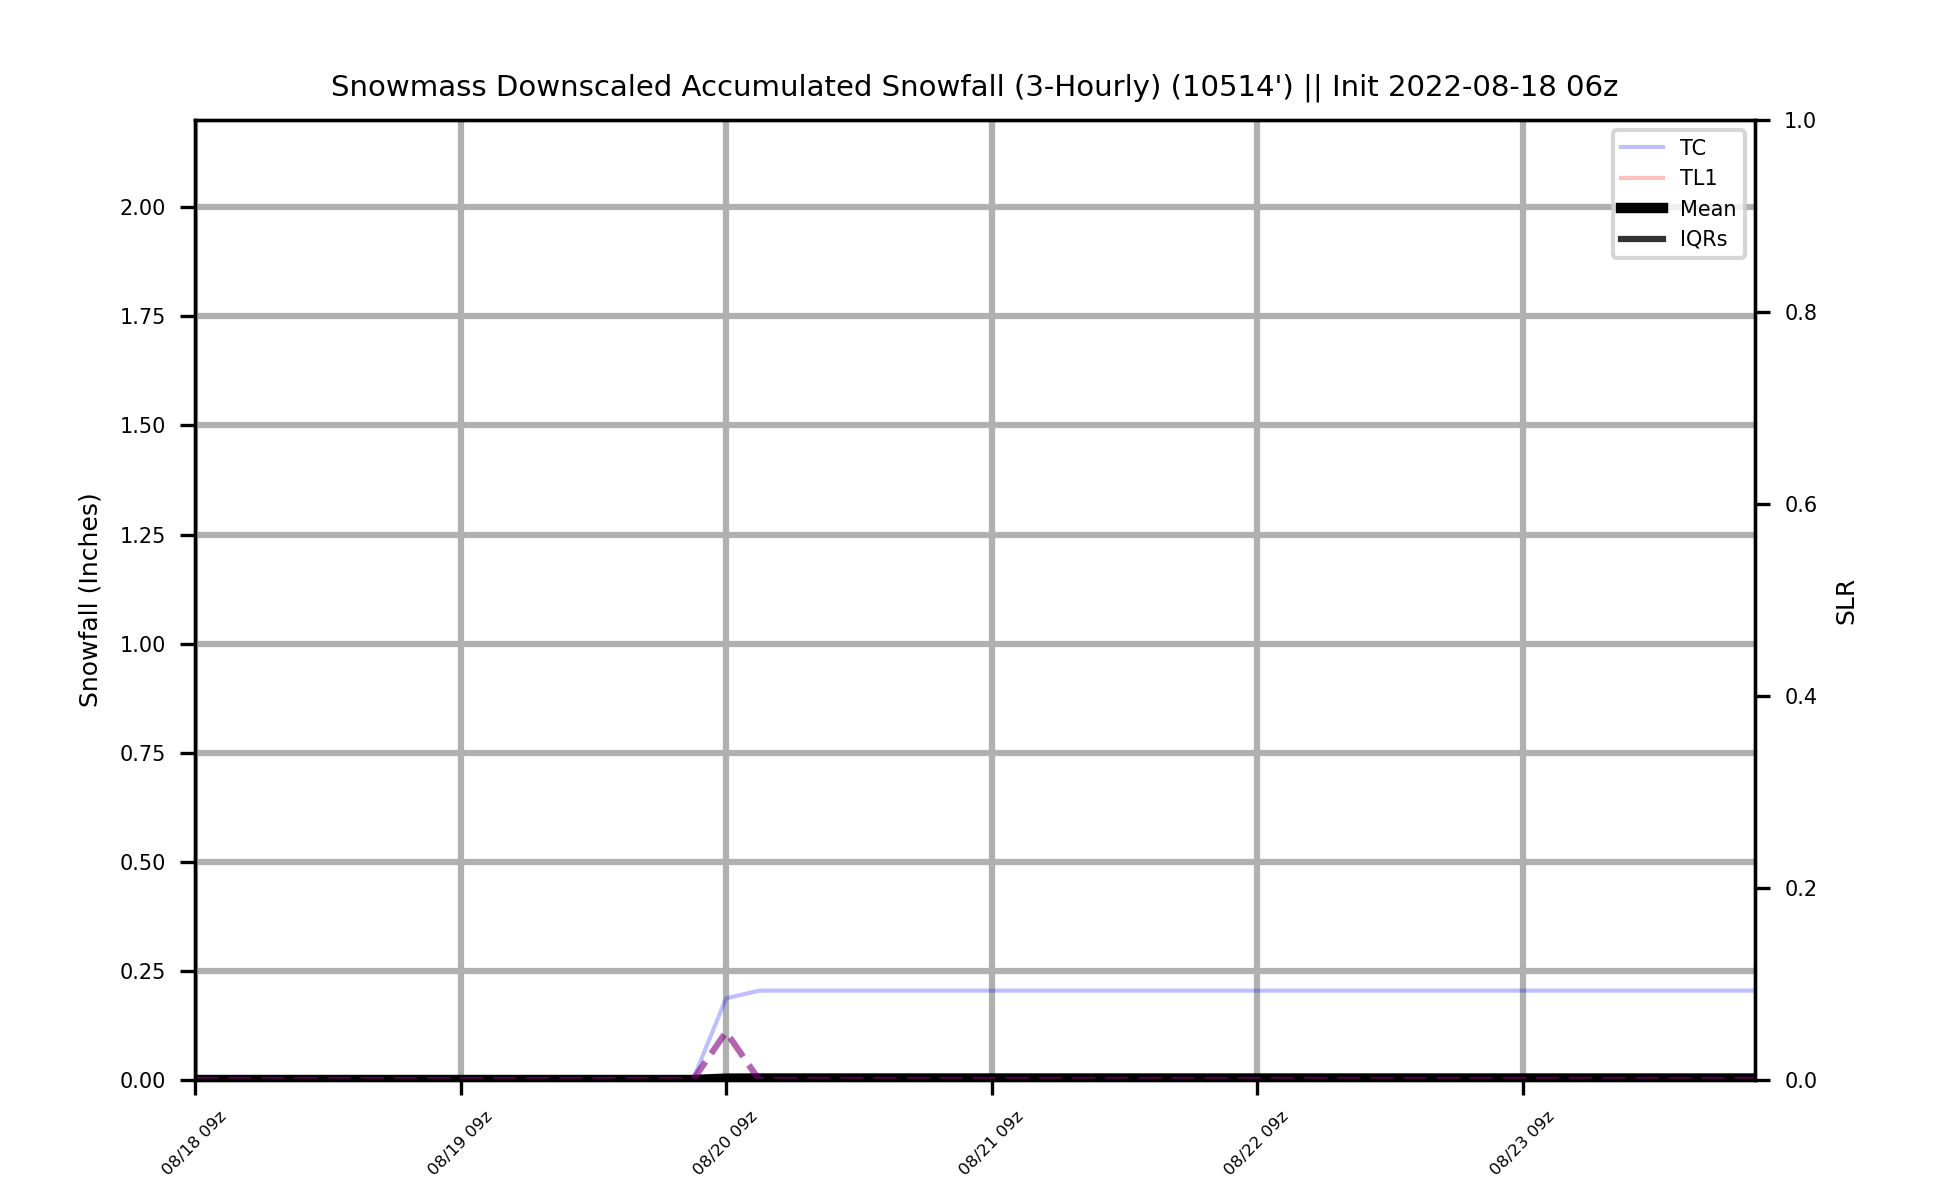 Snowmass Downscaled Accumulated Snowfall (3-Hourly) (10514') || Init 2022-08-18 06z
TC
TL1
Mean
IQRs
Snowfall (Inches)
2.00
1.75
1.50
1.25
1.00
0.75
0.50
0.25
0.00
1.0
0.8
0.6
0.4
0.2
0.0
SLR
08/18 09z
08/19 09z
08/20 09z
08/21 09z
08/22 09z
08/23 09z